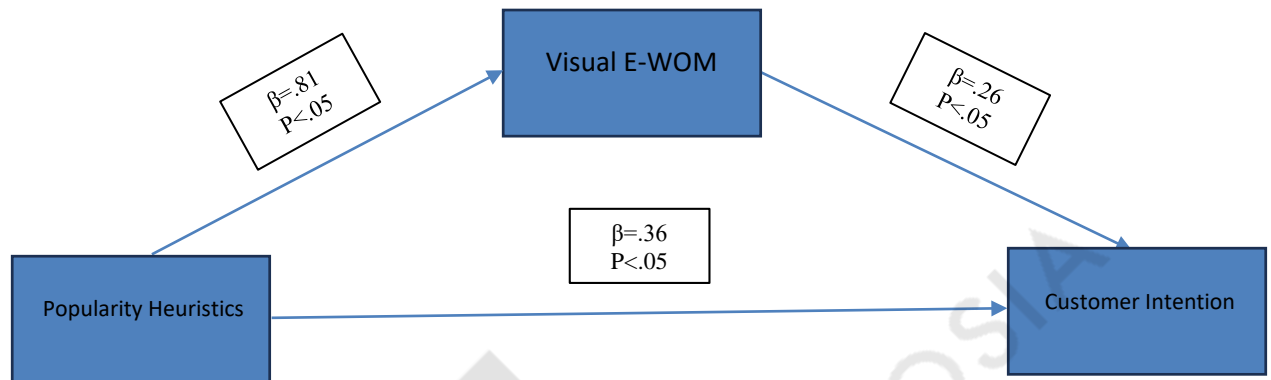 Visual E-WOM
β=.81
P<.05
β=.26
P<.05
β=.36
P<.05
Popularity Heuristics
Customer Intention